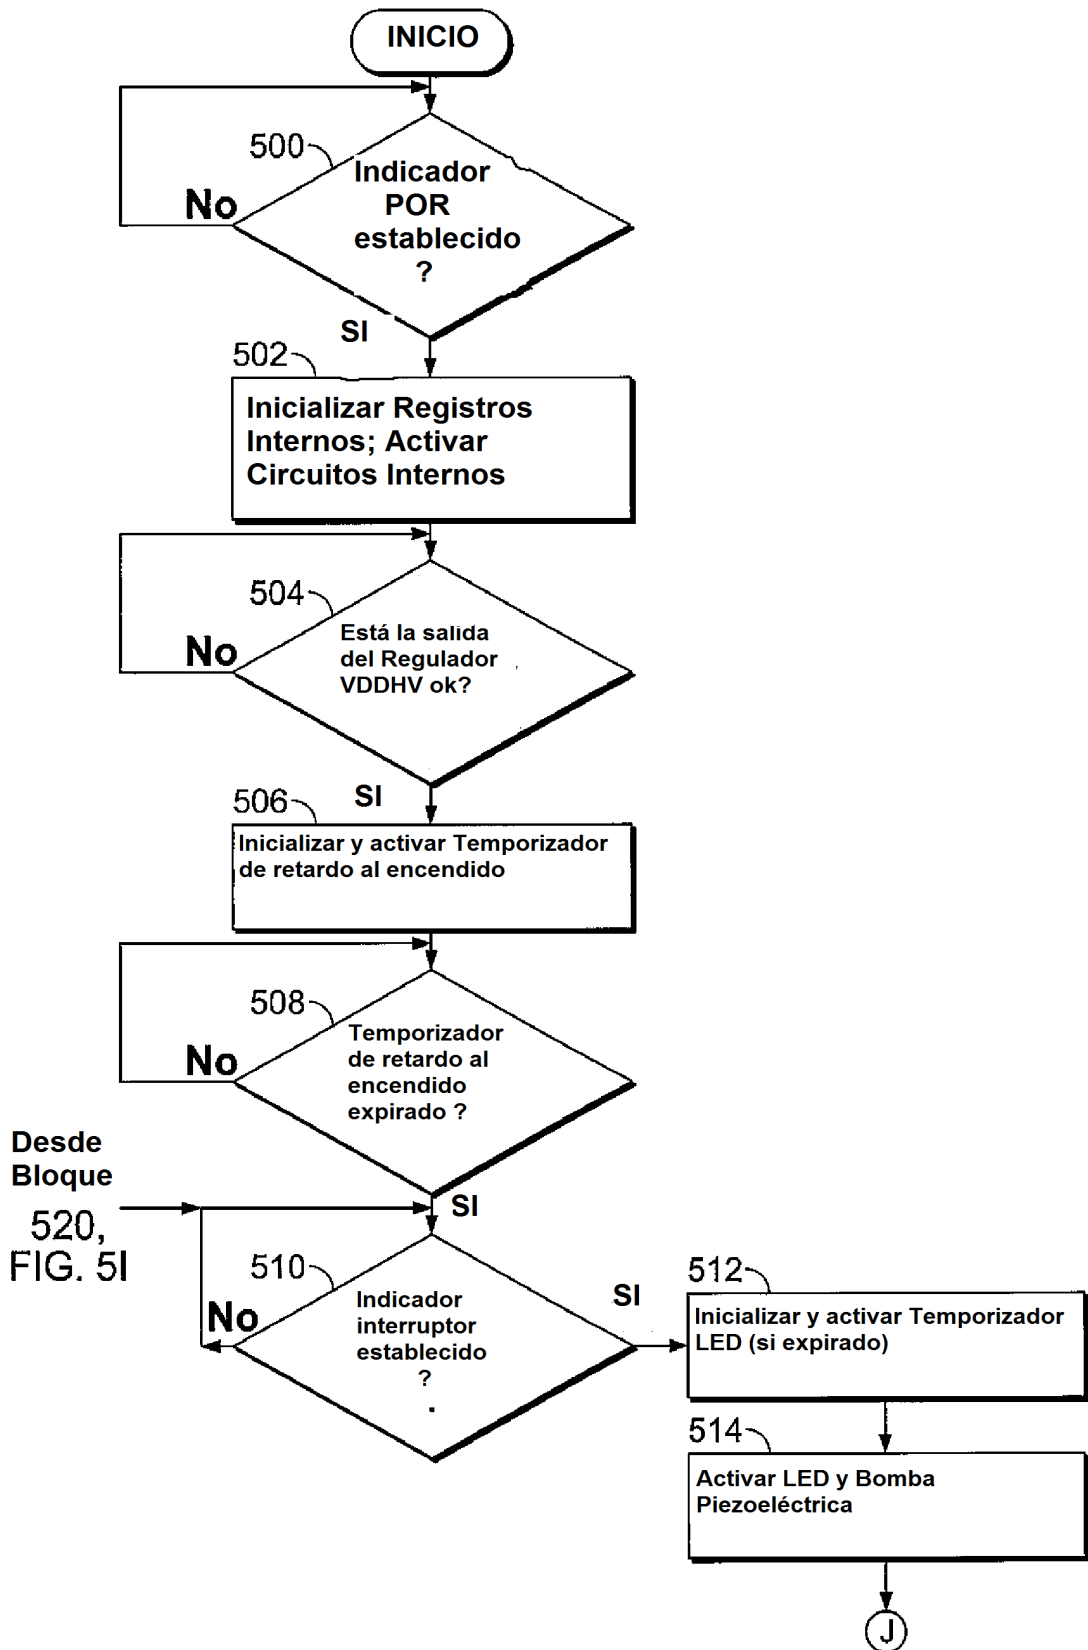 INICIO
500
Indicador
POR
establecido
?
No
SI
502
Inicializar Registros
Internos; Activar
Circuitos Internos
504
Está la salida
del Regulador
VDDHV ok?
No
SI
506
Inicializar y activar Temporizador
de retardo al encendido
508
Temporizador
de retardo al
encendido
expirado ?
No
SI
Desde
Bloque
520,
FIG. 5I
510
Indicador
interruptor
establecido
?
No
SI
512
Inicializar y activar Temporizador
LED (si expirado)
514
Activar LED y Bomba
Piezoeléctrica
J